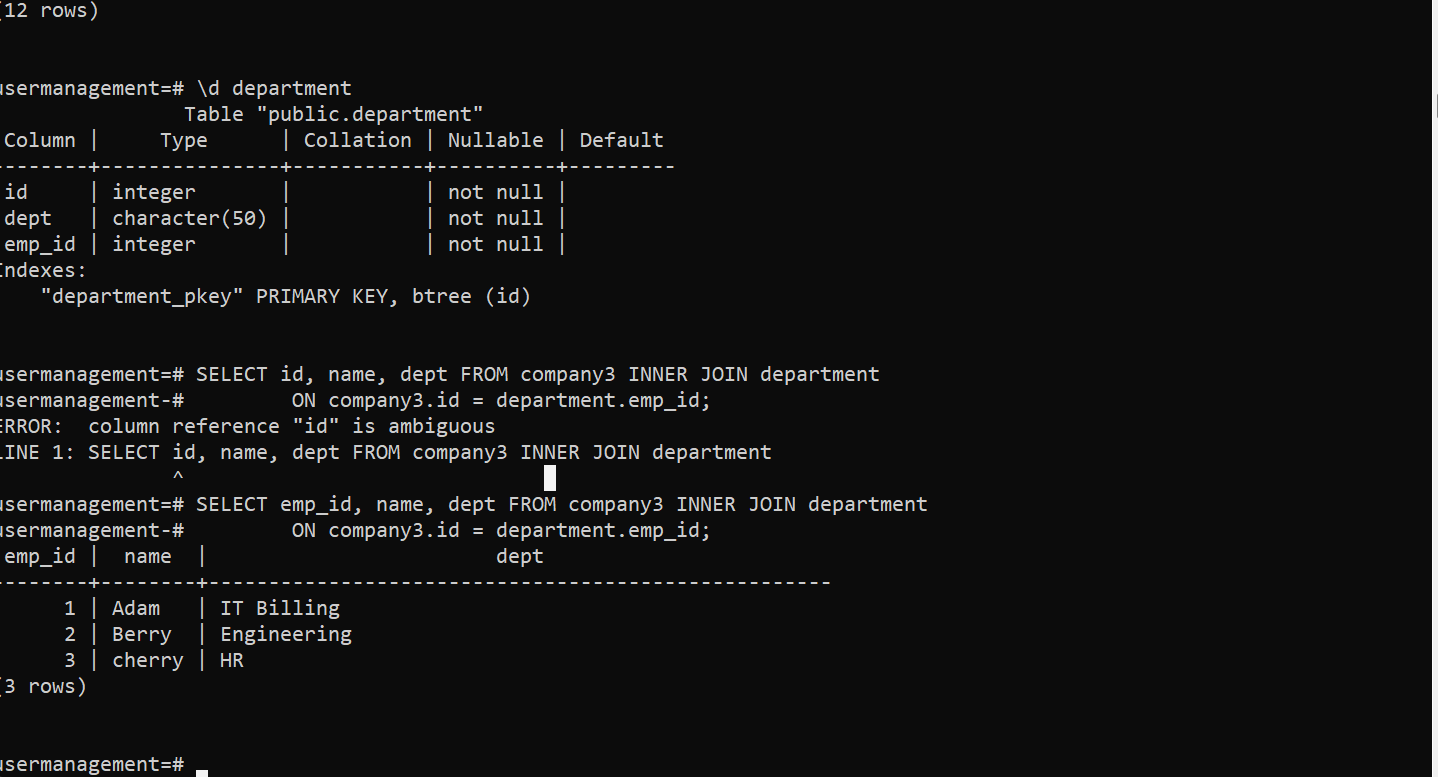 (12 rows)
usermanagement=# \d department
Table "public.department"
Column |     Type      | Collation | Nullable | Default
--------+---------------+-----------+----------+---------
id     | integer       |           | not null |
dept   | character(50) |           | not null |
emp_id | integer       |           | not null |
Indexes:
"department_pkey" PRIMARY KEY, btree (id)
usermanagement=# SELECT id, name, dept FROM company3 INNER JOIN department
usermanagement-#         ON company3.id = department.emp_id;
ERROR:  column reference "id" is ambiguous
LINE 1: SELECT id, name, dept FROM company3 INNER JOIN department
^
usermanagement=# SELECT emp_id, name, dept FROM company3 INNER JOIN department
usermanagement-#         ON company3.id = department.emp_id;
emp_id |  name  |                        dept
--------+--------+----------------------------------------------------
1 | Adam   | IT Billing
2 | Berry  | Engineering
3 | cherry | HR
(3 rows)
usermanagement=#